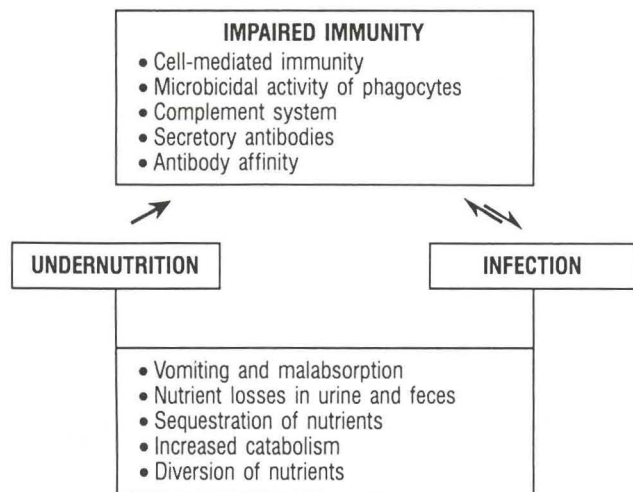 IMPAIRED IMMUNITY
• Cell-mediated immunity
• Microbicidal activity of phagocytes
• Complement system
• Secretory antibodies
• Antibody affinity
UNDERNUTRITION
INFECTION
• Vomiting and malabsorption
• Nutrient losses in urine and feces
• Sequestration of nutrients
• Increased catabolism
• Diversion of nutrients